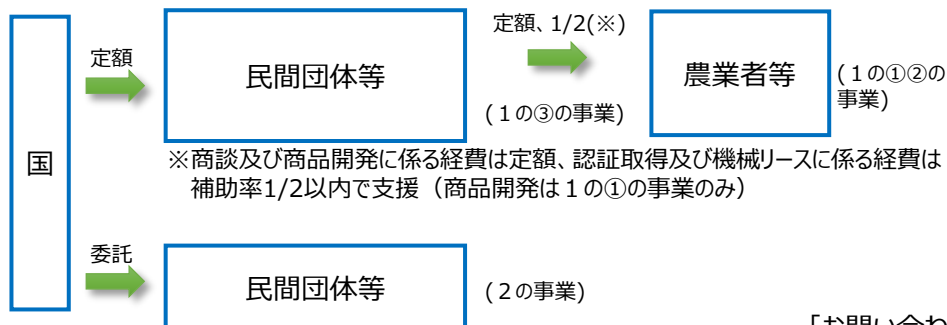 国
定額
民間団体等
(１の③の事業)
定額、1/2(※)
農業者等
(１の①②の
事業)
※商談及び商品開発に係る経費は定額、認証取得及び機械リースに係る経費は
補助率1/2以内で支援（商品開発は１の①の事業のみ）
委託
民間団体等
(２の事業)